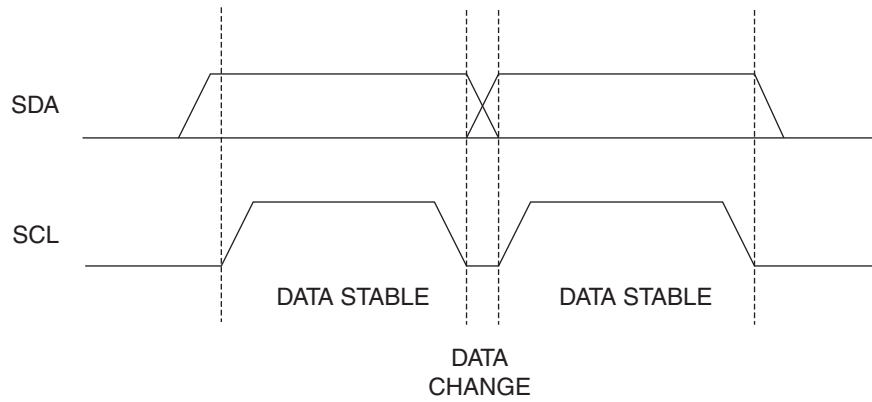 SDA
SCL
DATA STABLE
DATA STABLE
DATA
CHANGE